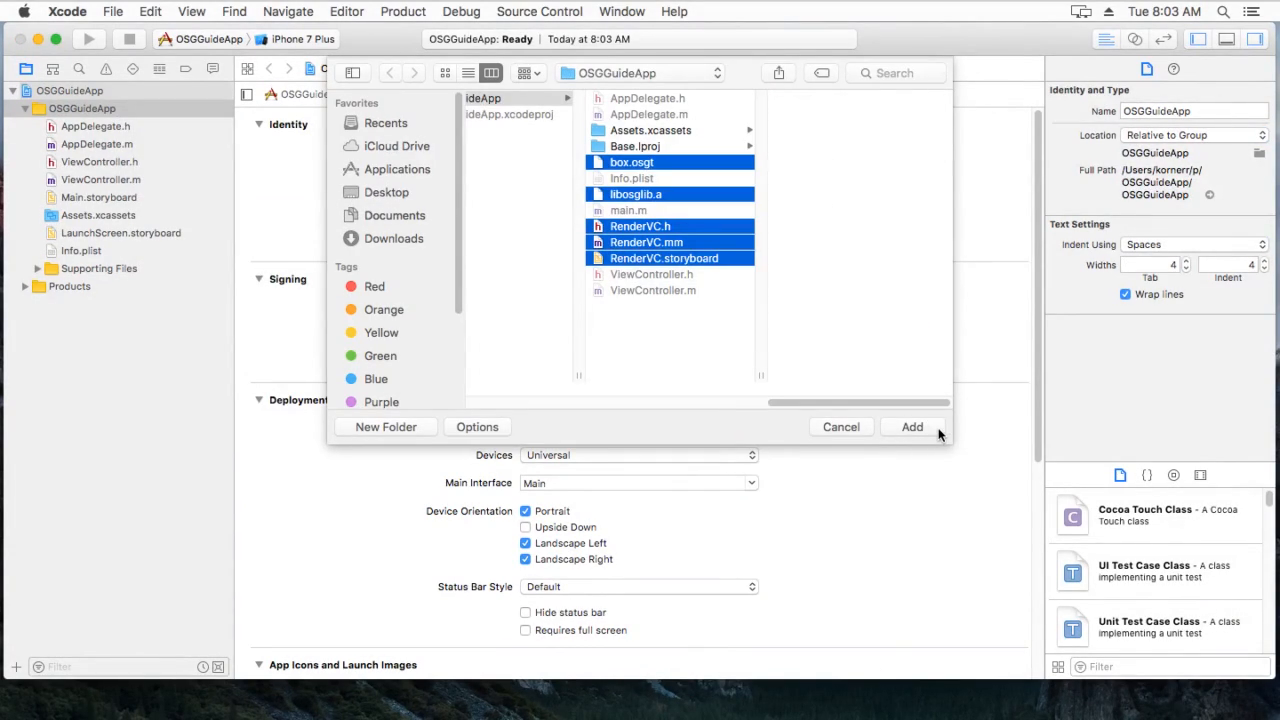 Xcode File Edit View Find Navigate Editor Product Debug Source Control Window Help Tue 8:03 AM
OSGGuideApp iPhone 7 Plus OSGGuideApp: Ready Today at 8:03 AM
OSGGuideApp
OSGGuideApp
AppDelegate.h
AppDelegate.m
ViewController.h
ViewController.m
Main.storyboard
Assets.xcassets
LaunchScreen.storyboard
Info.plist
Supporting Files
Products
Filter
OSGGuide
Identity
Signing
Deployment
OSGGuideApp
Search
Favorites
Recents
iCloud Drive
Applications
Desktop
Documents
Downloads
Tags
Red
Orange
Yellow
Green
Blue
Purple
ideApp
ideApp.xcodeproj
AppDelegate.h
AppDelegate.m
Assets.xcassets
Base.lproj
box.osgt
Info.plist
libosglib.a
main.m
RenderVC.h
RenderVC.mm
RenderVC.storyboard
ViewController.h
ViewController.m
New Folder Options Cancel Add
Devices Universal
Main Interface Main
Device Orientation Portrait
Upside Down
Landscape Left
Landscape Right
Status Bar Style Default
Hide status bar
Requires full screen
App Icons and Launch Images
Identity and Type
Name OSGGuideApp
Location Relative to Group
OSGGuideApp
Full Path /Users/kornerr/p/
OSGGuideApp/
OSGGuideApp
Text Settings
Indent Using Spaces
Widths 4 4
Tab Indent
Wrap lines
Cocoa Touch Class - A Cocoa
Touch class
UI Test Case Class - A class
implementing a unit test
Unit Test Case Class - A class
implementing a unit test
Filter